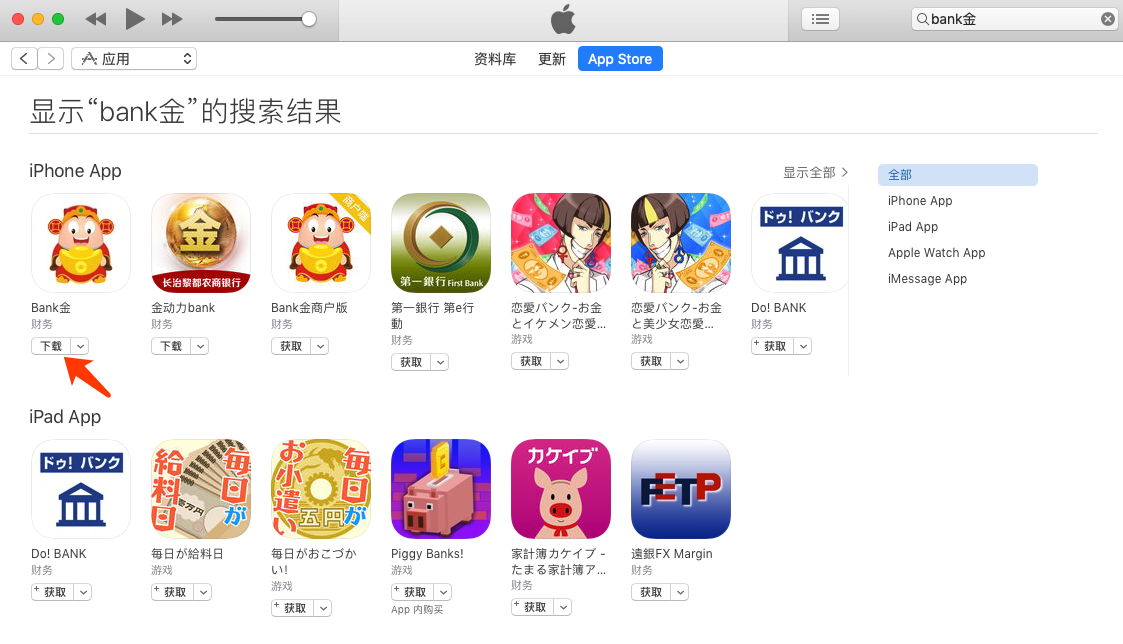 bank金
应用
资料库 更新 App Store
显示“bank金”的搜索结果
iPhone App
显示全部
全部
iPhone App
iPad App
Apple Watch App
iMessage App
金
长治黎都农商银行
商户版
第一銀行 First Bank
ドゥ! バンク
Bank金
财务
下载
金动力bank
财务
下载
Bank金商户版
财务
获取
第一銀行 第e行
動
财务
获取
恋愛バンク-お金
とイケメン恋愛...
游戏
获取
恋愛バンク-お金
と美少女恋愛...
游戏
获取
Do! BANK
财务
+ 获取
iPad App
ドゥ! バンク
毎日が
給料日
壱万円
毎日が
お小遣い
五円
カケイブ
FETP
Do! BANK
财务
+ 获取
毎日が給料日
游戏
+ 获取
毎日がおこづか
い!
游戏
+ 获取
Piggy Banks!
游戏
+ 获取
App 内购买
家計簿カケイブ -
たまる家計簿ア...
财务
+ 获取
遠銀FX Margin
财务
获取